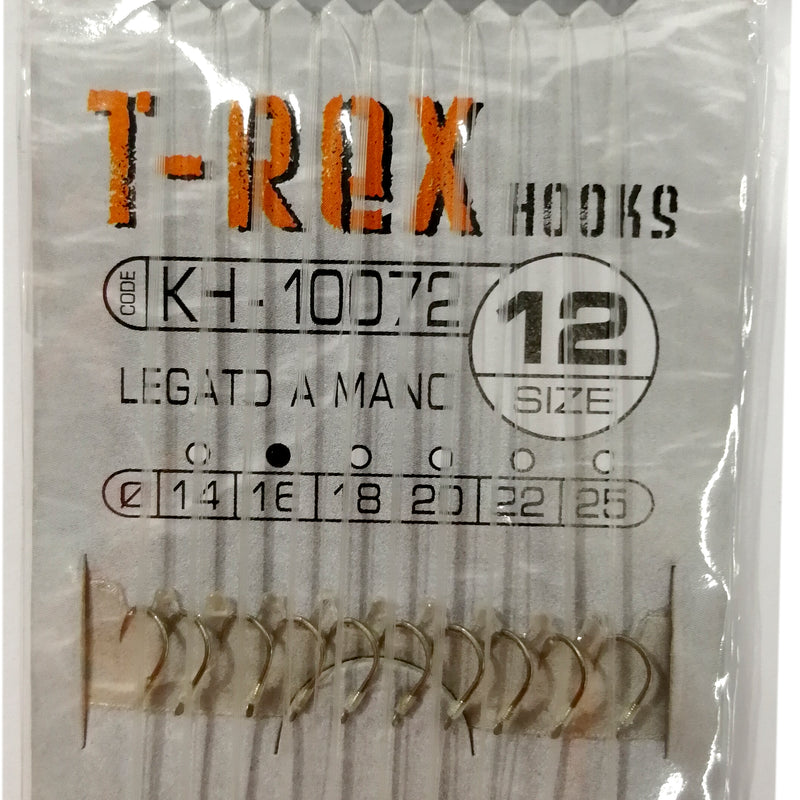 T-REX HOOKS
CODE KH-10072
12
SIZE
LEGATO A MANO
Ø 14 16 18 20 22 25